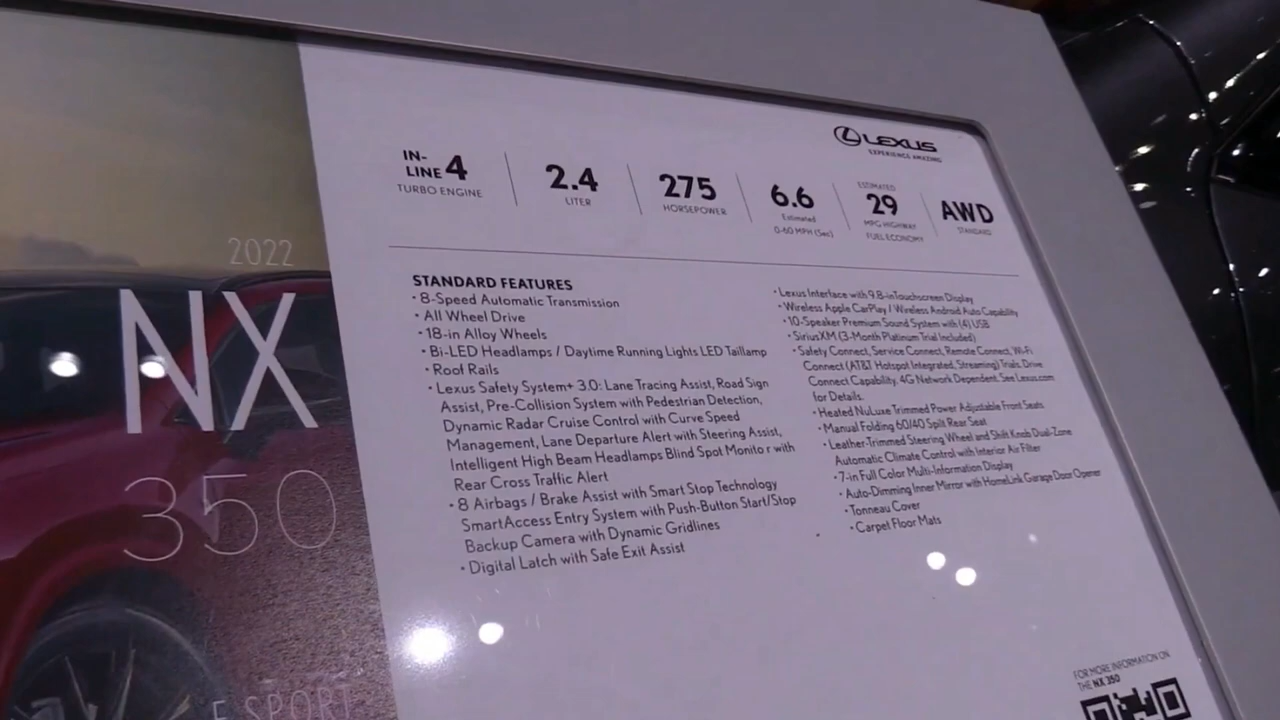 LEXUS
EXPERIENCE AMAZING
IN-
LINE 4
TURBO ENGINE
2.4
LITER
275
HORSEPOWER
6.6
Estimated
0-60 MPH (Sec)
ESTIMATED
29
MPG HIGHWAY
FUEL ECONOMY
AWD
STANDARD
2022
NX
350
F SPORT
STANDARD FEATURES
• 8-Speed Automatic Transmission
• All Wheel Drive
• 18-in Alloy Wheels
• Bi-LED Headlamps / Daytime Running Lights LED Taillamp
• Roof Rails
• Lexus Safety System+ 3.0: Lane Tracing Assist, Road Sign
Assist, Pre-Collision System with Pedestrian Detection,
Dynamic Radar Cruise Control with Curve Speed
Management, Lane Departure Alert with Steering Assist,
Intelligent High Beam Headlamps Blind Spot Monito r with
Rear Cross Traffic Alert
• 8 Airbags / Brake Assist with Smart Stop Technology
SmartAccess Entry System with Push-Button Start/Stop
Backup Camera with Dynamic Gridlines
• Digital Latch with Safe Exit Assist
• Lexus Interface with 9.8-inTouchscreen Display
• Wireless Apple CarPlay / Wireless Android Auto Capability
• 10-Speaker Premium Sound System with (4) USB
• SiriusXM (3-Month Platinum Trial Included)
• Safety Connect, Service Connect, Remote Connect, Wi-Fi
Connect (AT&T Hotspot Integrated, Streaming) Trials, Drive
Connect Capability. 4G Network Dependent. See Lexus.com
for Details.
• Heated NuLuxe Trimmed Power Adjustable Front Seats
• Manual Folding 60/40 Split Rear Seat
• Leather-Trimmed Steering Wheel and Shift Knob Dual-Zone
Automatic Climate Control with Interior Air Filter
• 7-in Full Color Multi-Information Display
• Auto-Dimming Inner Mirror with HomeLink Garage Door Opener
• Tonneau Cover
• Carpet Floor Mats
FOR MORE INFORMATION ON
THE NX 350